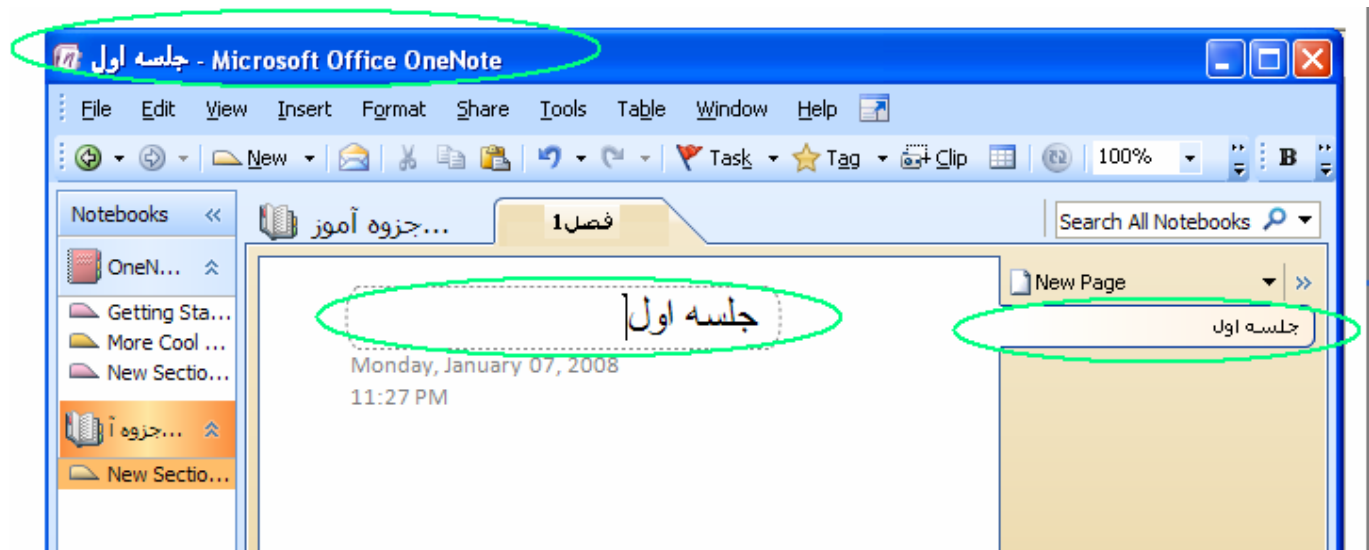 جلسه اول - Microsoft Office OneNote
File Edit View Insert Format Share Tools Table Window Help
New Task Tag Clip 100% B
Notebooks «
جزوه آموز...
فصل1
Search All Notebooks
OneN...
Getting Sta...
More Cool ...
New Sectio...
جزوه آ...
New Sectio...
جلسه اول
Monday, January 07, 2008
11:27 PM
New Page »
جلسه اول